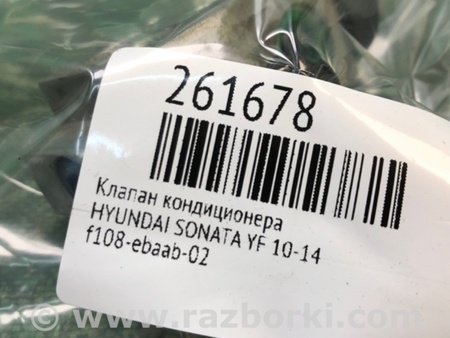 261678
Клапан кондиционера
HYUNDAI SONATA YF 10-14
f108-ebaab-02
www.razborki.com